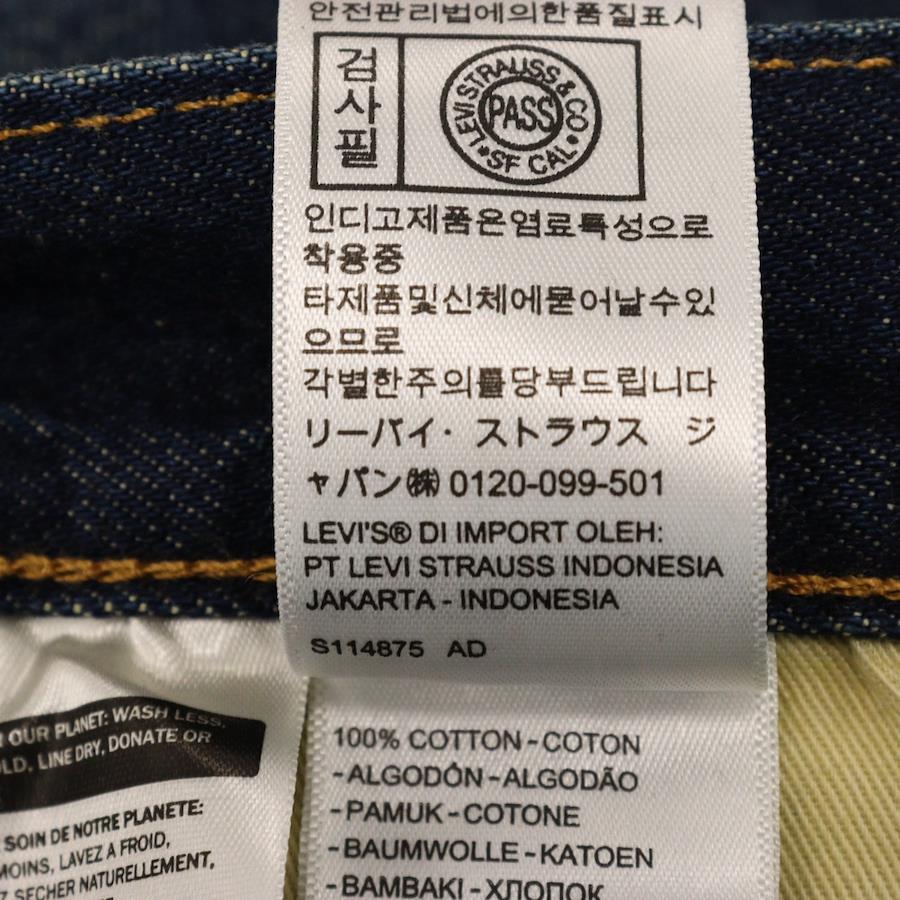 안전관리법에의한품질표시
검사필
LEVI STRAUSS & CO
PASS
SF CAL
인디고제품은염료특성으로
착용중
타제품및신체에묻어날수있
으므로
각별한주의를당부드립니다
リーバイ・ストラウス ジ
ャパン㈱ 0120-099-501
LEVI'S® DI IMPORT OLEH:
PT LEVI STRAUSS INDONESIA
JAKARTA - INDONESIA
S114875 AD
OUR PLANET: WASH LESS,
LINE DRY, DONATE OR
SOIN DE NOTRE PLANETE:
MOINS, LAVEZ A FROID,
SECHER NATURELLEMENT,
100% COTTON - COTON
- ALGODÓN - ALGODÃO
- PAMUK - COTONE
- BAUMWOLLE - KATOEN
- BAMBAKI - ХЛОПОК